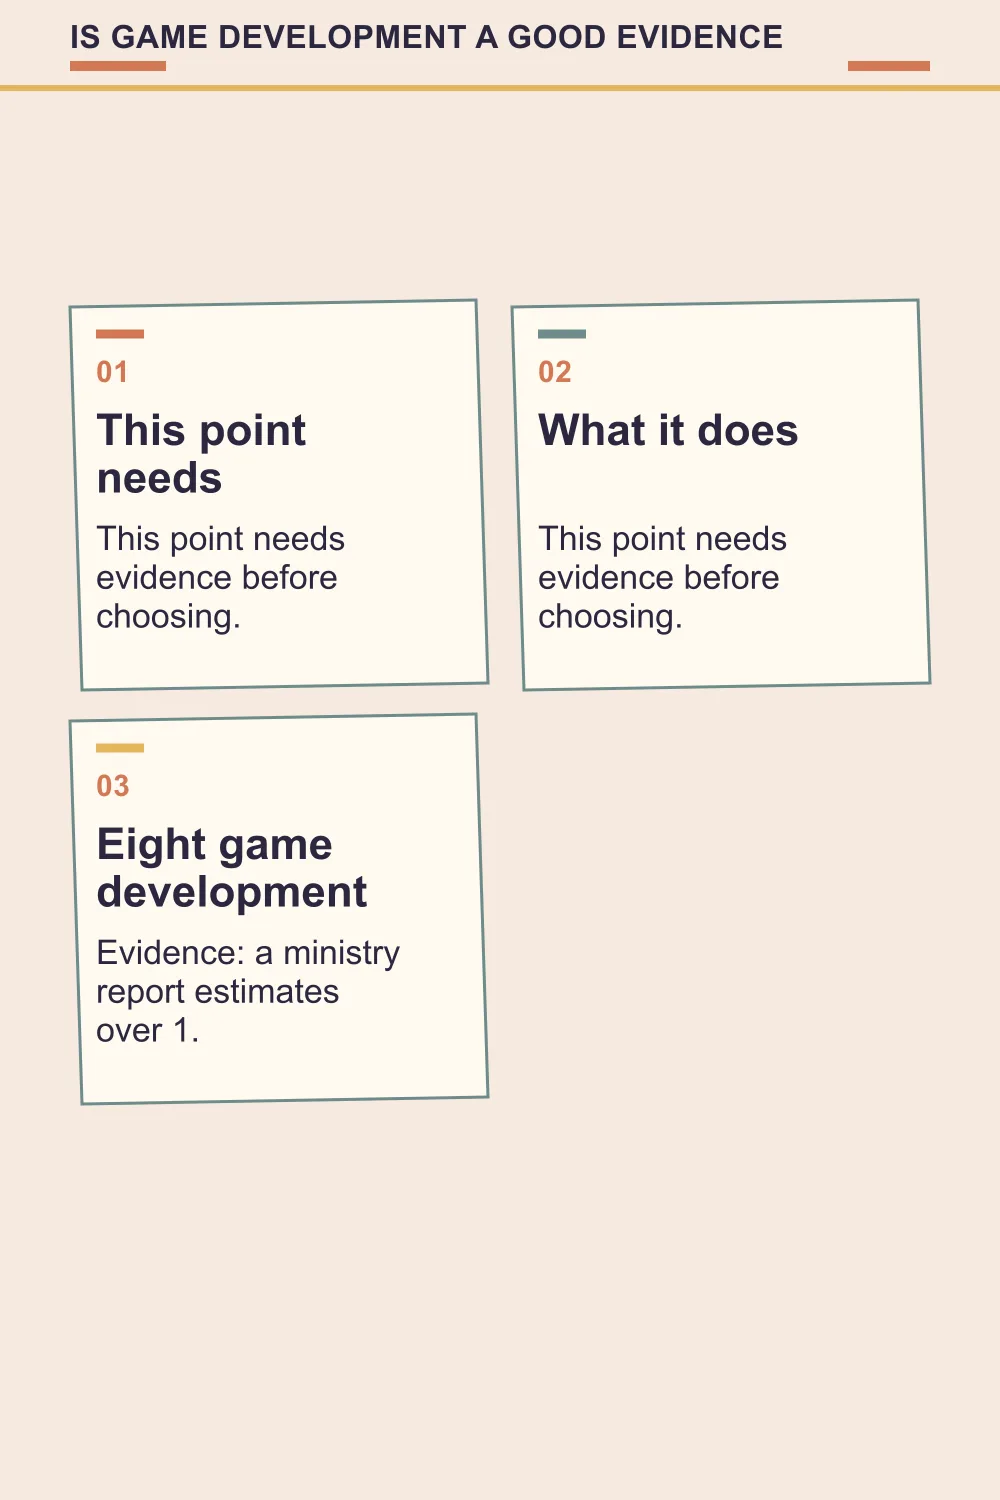 IS GAME DEVELOPMENT A GOOD EVIDENCE
01
This point
needs
This point needs
evidence before
choosing.
02
What it does
This point needs
evidence before
choosing.
03
Eight game
development
Evidence: a ministry
report estimates
over 1.